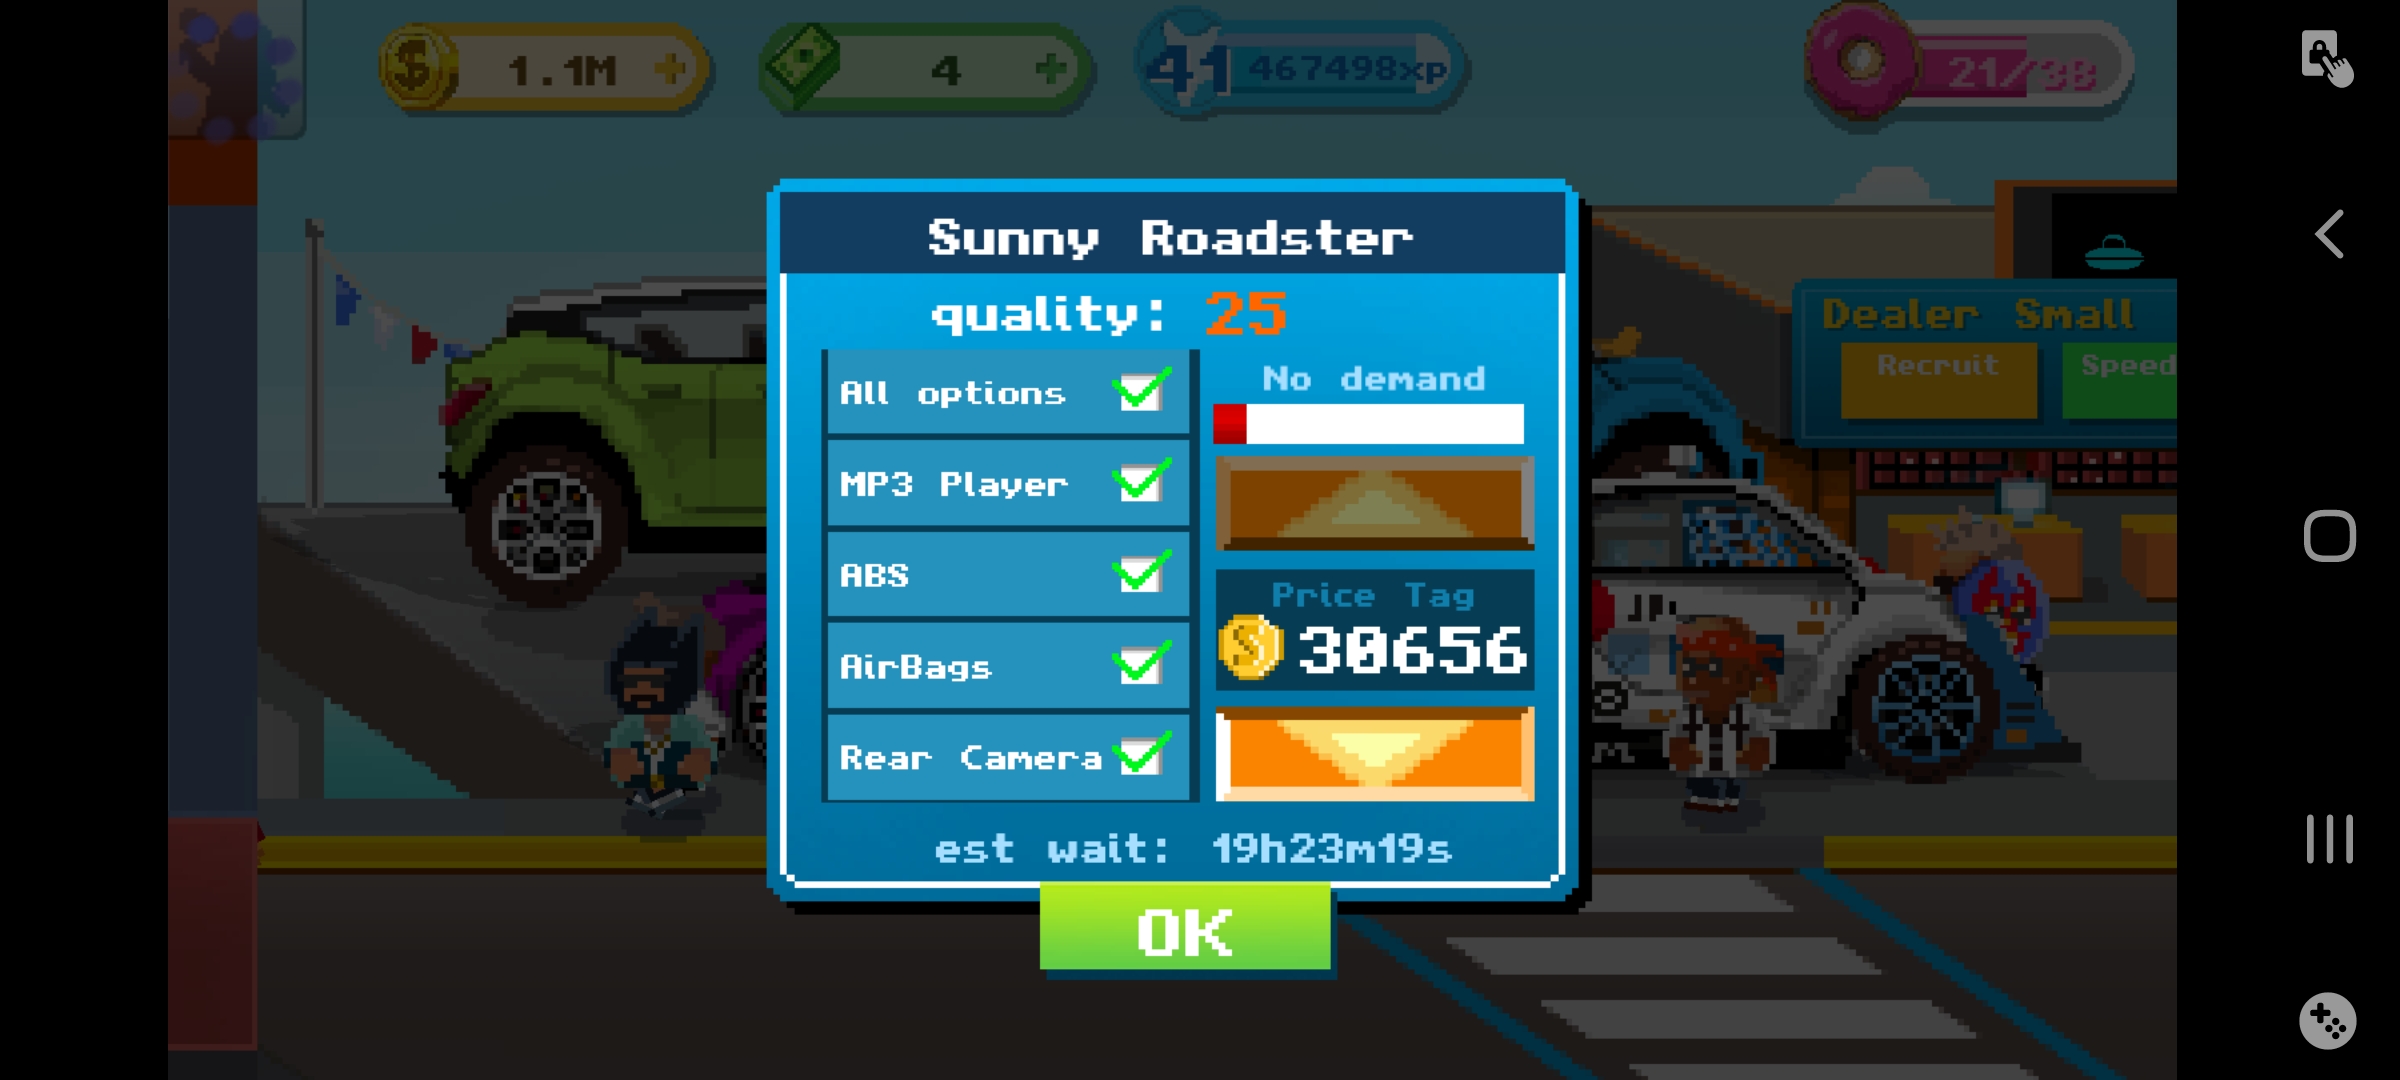 1.1M +
4 +
41 467498xp
21/38
Sunny Roadster
quality: 25
All options
MP3 Player
ABS
AirBags
Rear Camera
No demand
Price Tag
30656
est wait: 19h23m19s
OK
Dealer Small
Recruit
Speed